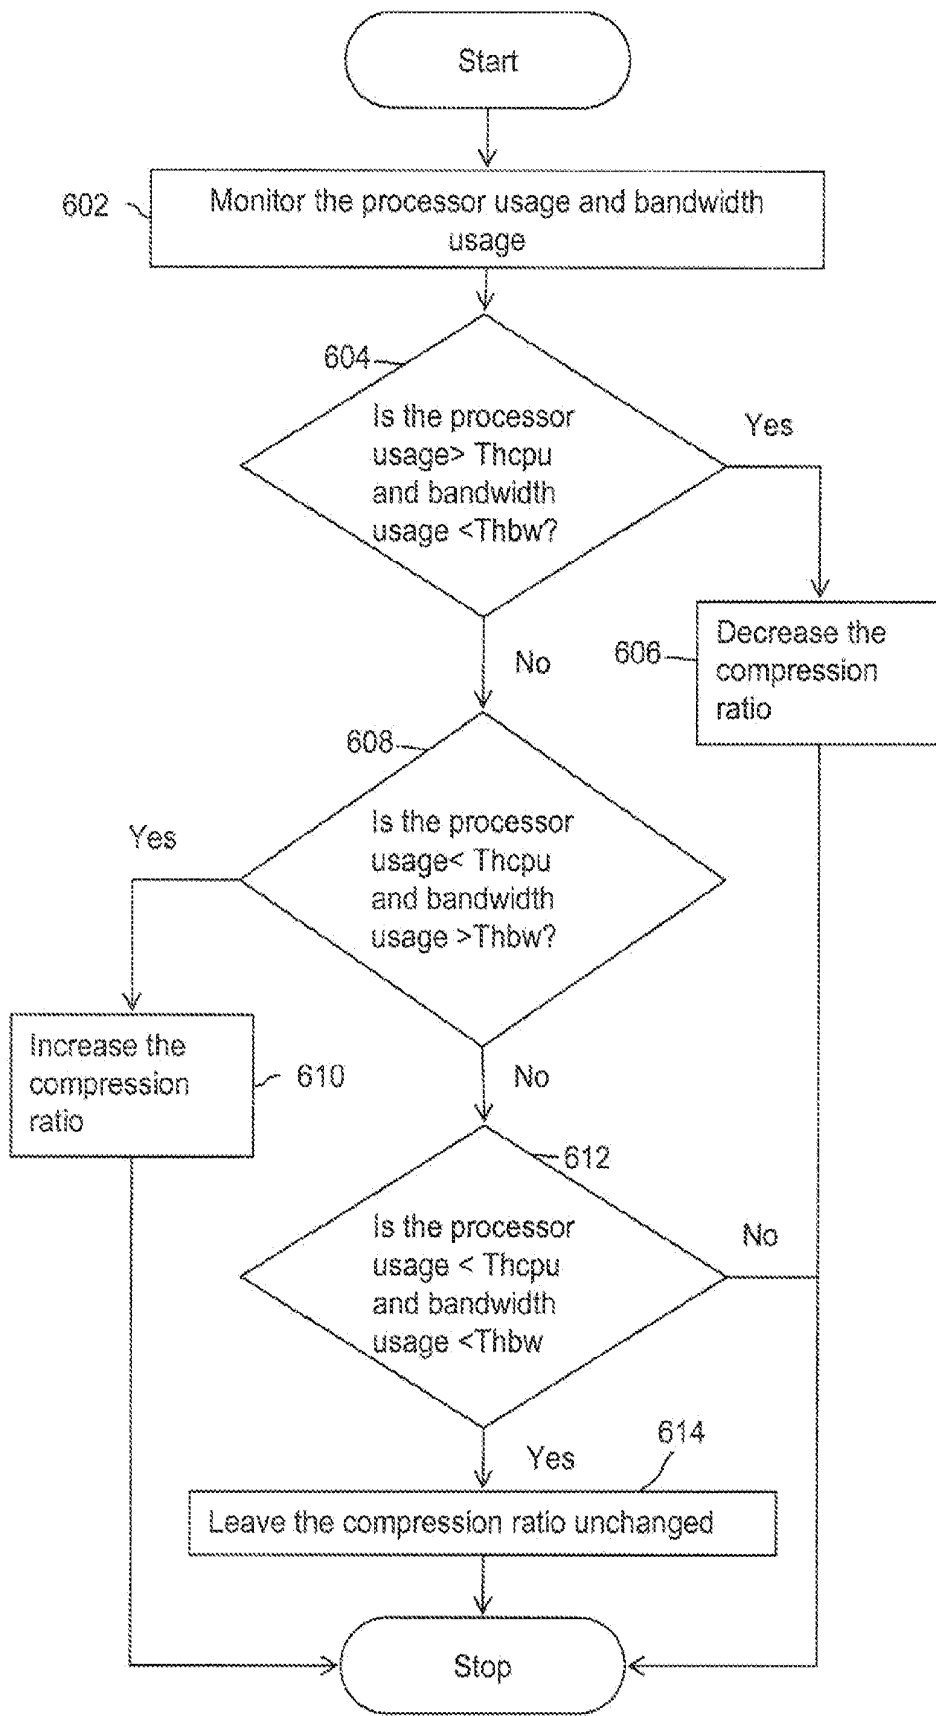 Start
602
Monitor the processor usage and bandwidth
usage
604
Is the processor
usage> Thcpu
and bandwidth
usage <Thbw?
Yes
No
606
Decrease the
compression
ratio
608
Is the processor
usage< Thcpu
and bandwidth
usage >Thbw?
Yes
No
Increase the
compression
ratio
610
612
Is the processor
usage < Thcpu
and bandwidth
usage <Thbw
No
Yes
614
Leave the compression ratio unchanged
Stop